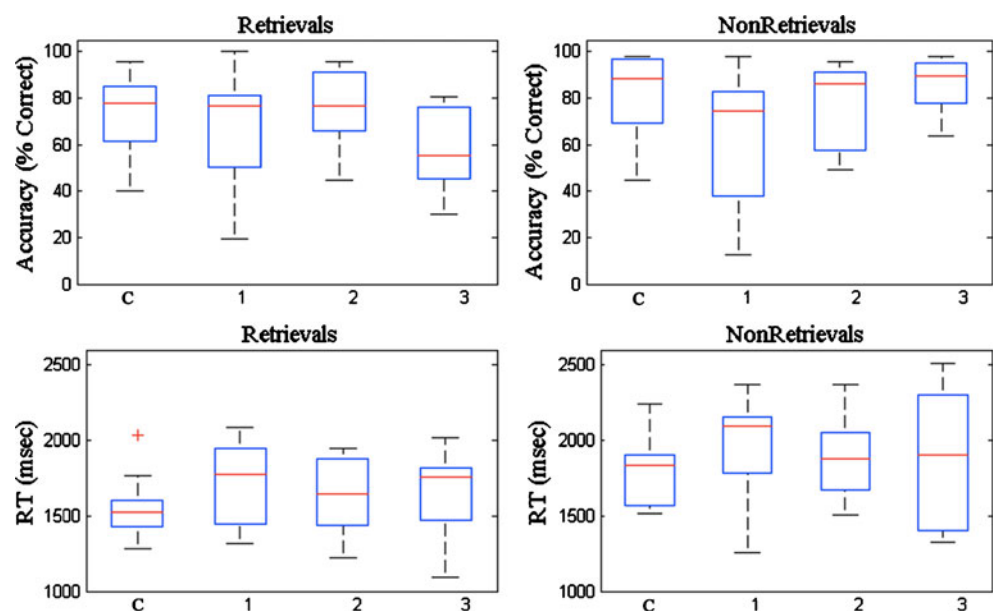 Retrievals
Accuracy (% Correct)
100
80
60
40
20
0
C 1 2 3
NonRetrievals
Accuracy (% Correct)
100
80
60
40
20
0
C 1 2 3
Retrievals
RT (msec)
2500
2000
1500
1000
C 1 2 3
NonRetrievals
RT (msec)
2500
2000
1500
1000
C 1 2 3